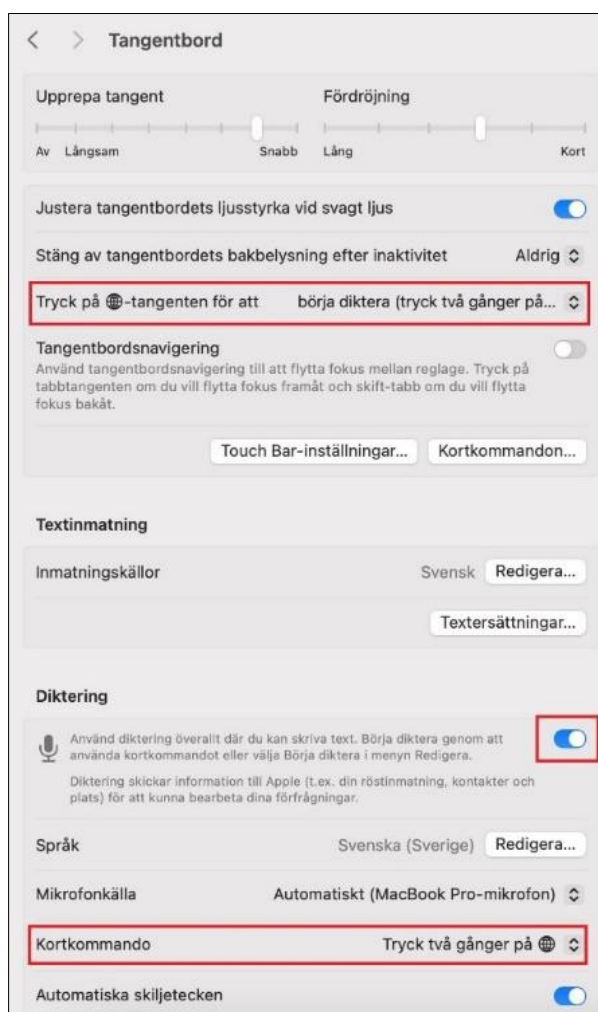 Tangentbord
Upprepa tangent Fördröjning
Av Långsam Snabb Lång Kort
Justera tangentbordets ljusstyrka vid svagt ljus
Stäng av tangentbordets bakbelysning efter inaktivitet Aldrig
Tryck på 🌐-tangenten för att börja diktera (tryck två gånger på...
Tangentbordsnavigering
Använd tangentbordsnavigering till att flytta fokus mellan reglage. Tryck på
tabbtangenten om du vill flytta fokus framåt och skift-tabb om du vill flytta
fokus bakåt.
Touch Bar-inställningar... Kortkommandon...
Textinmatning
Inmatningskällor Svensk Redigera...
Textersättningar...
Diktering
Använd diktering överallt där du kan skriva text. Börja diktera genom att
använda kortkommandot eller välja Börja diktera i menyn Redigera.
Diktering skickar information till Apple (t.ex. din röstinmatning, kontakter och
plats) för att kunna bearbeta dina förfrågningar.
Språk Svenska (Sverige) Redigera...
Mikrofonkälla Automatiskt (MacBook Pro-mikrofon)
Kortkommando Tryck två gånger på 🌐
Automatiska skiljetecken